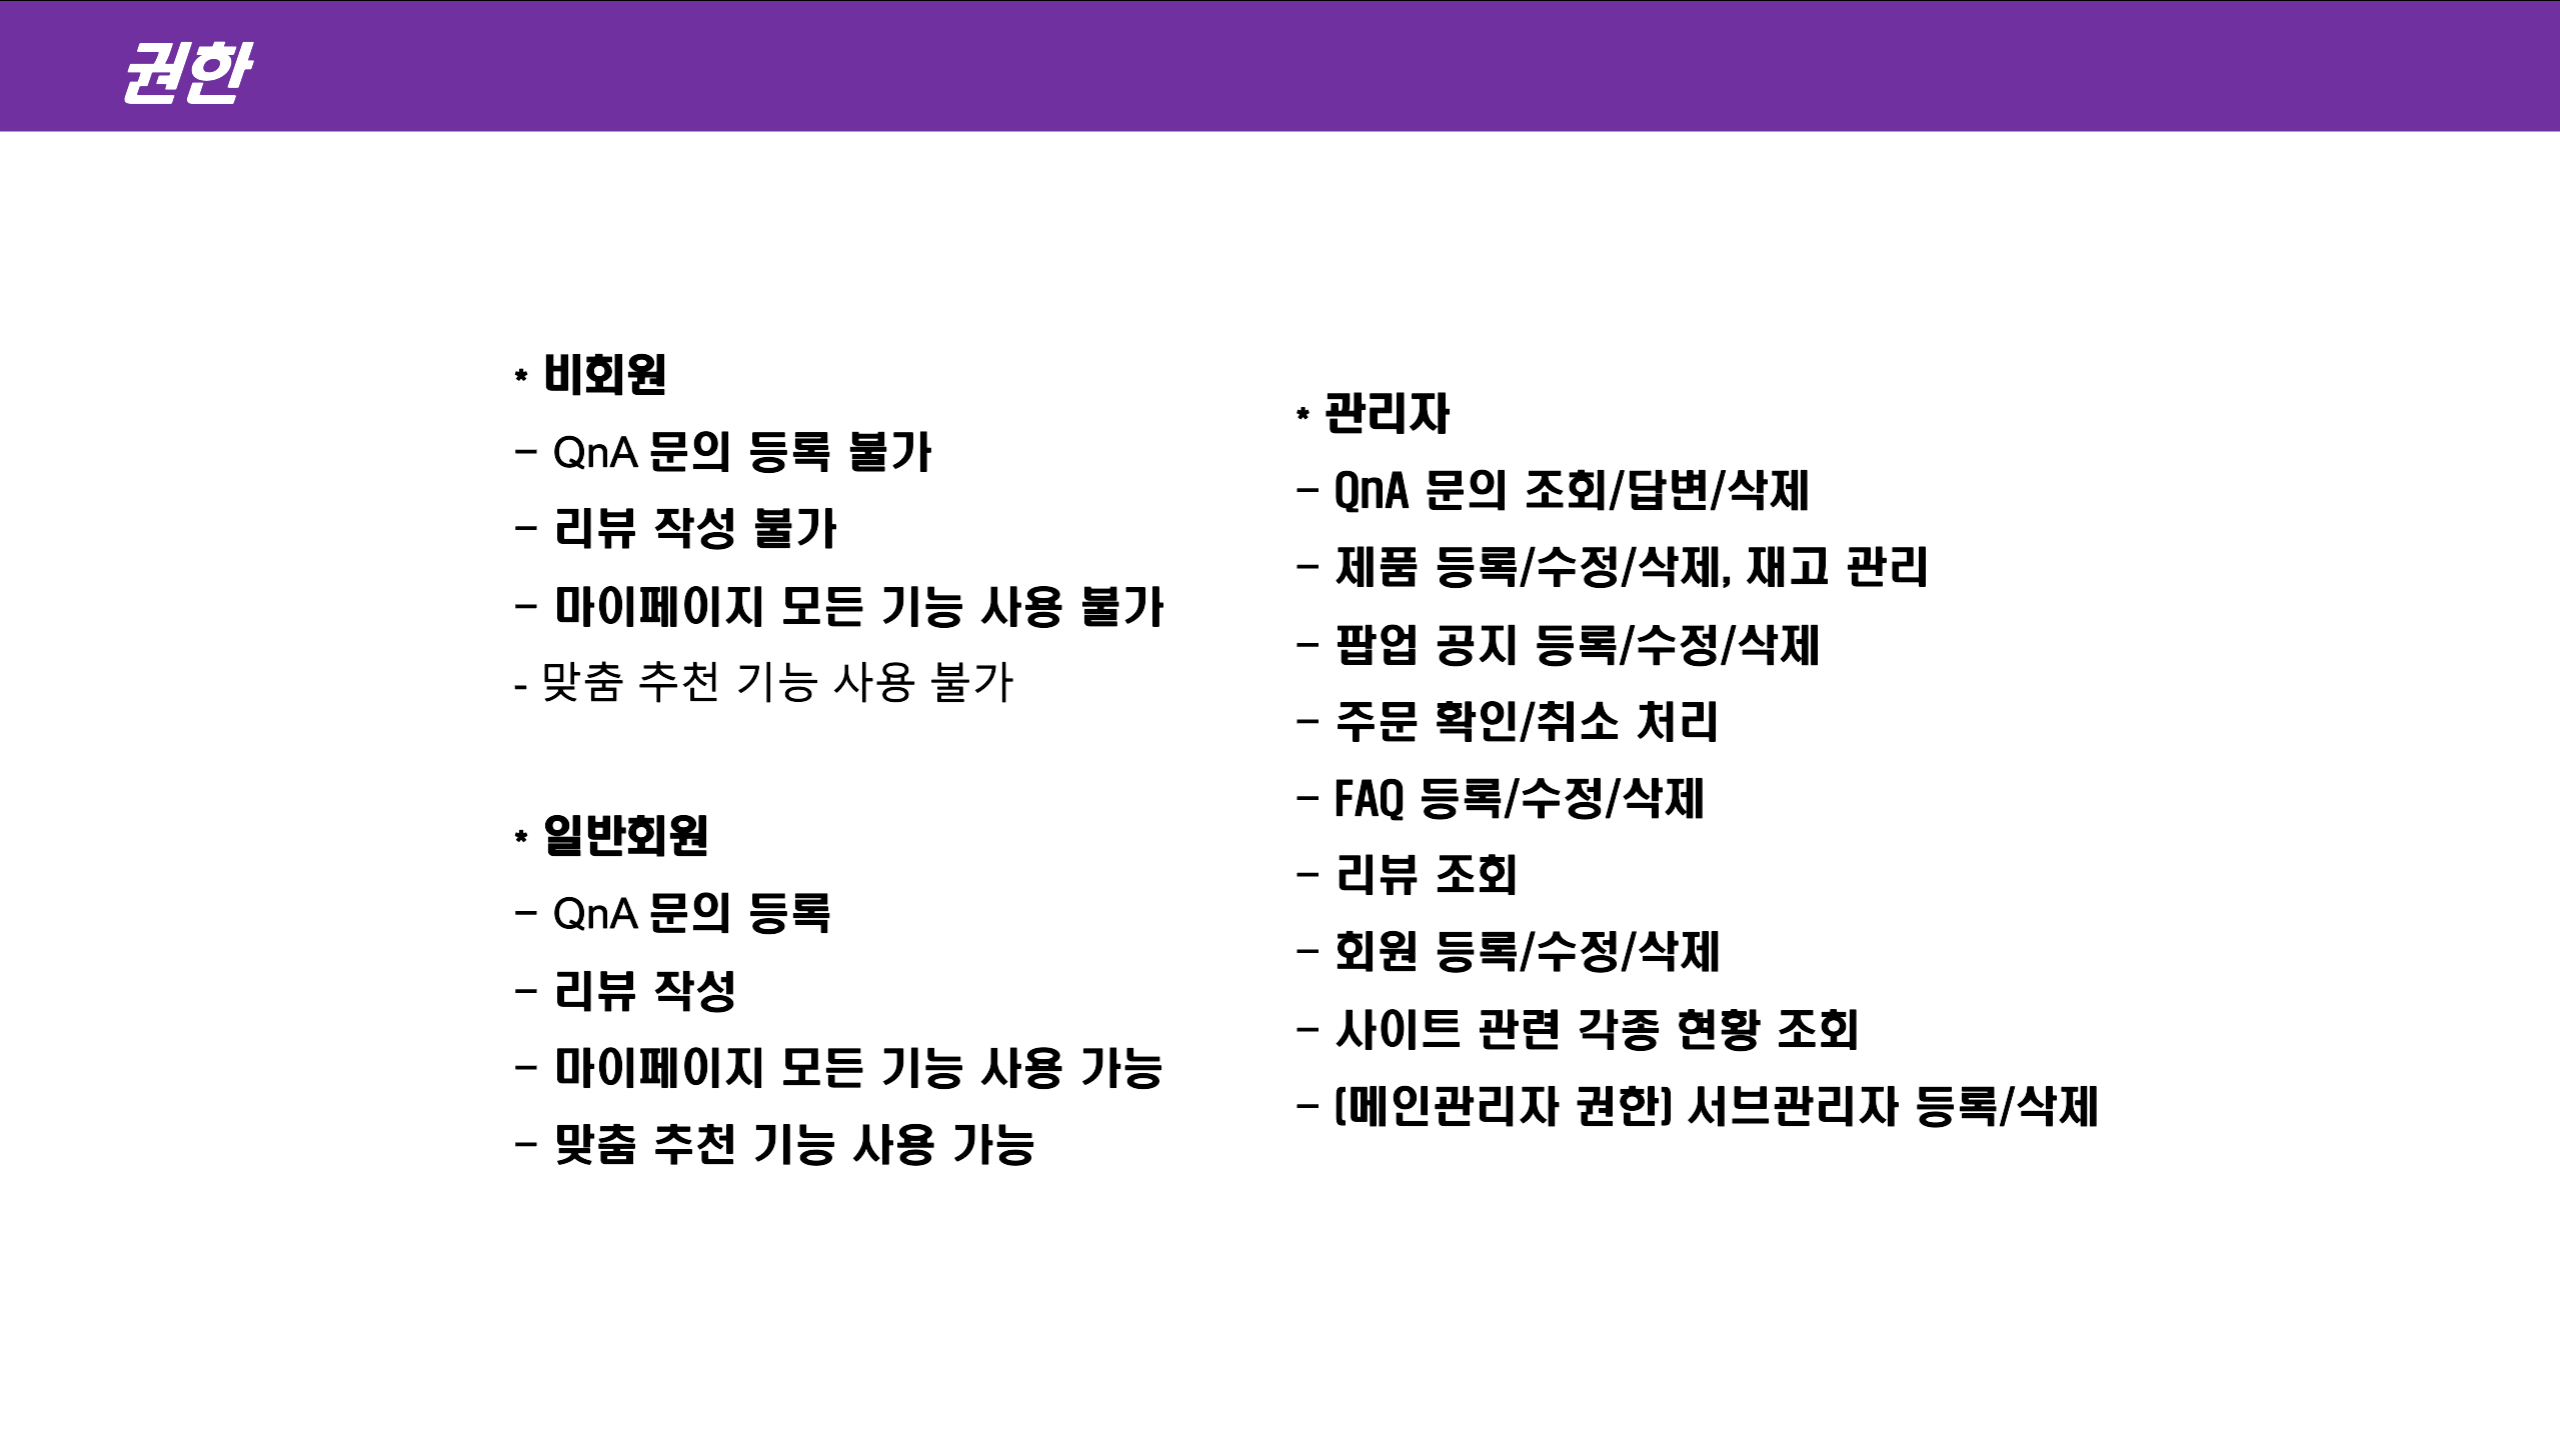 권한
* 비회원
- QnA 문의 등록 불가
- 리뷰 작성 불가
- 마이페이지 모든 기능 사용 불가
- 맞춤 추천 기능 사용 불가
* 일반회원
- QnA 문의 등록
- 리뷰 작성
- 마이페이지 모든 기능 사용 가능
- 맞춤 추천 기능 사용 가능
* 관리자
- QnA 문의 조회/답변/삭제
- 제품 등록/수정/삭제, 재고 관리
- 팝업 공지 등록/수정/삭제
- 주문 확인/취소 처리
- FAQ 등록/수정/삭제
- 리뷰 조회
- 회원 등록/수정/삭제
- 사이트 관련 각종 현황 조회
- (메인관리자 권한) 서브관리자 등록/삭제